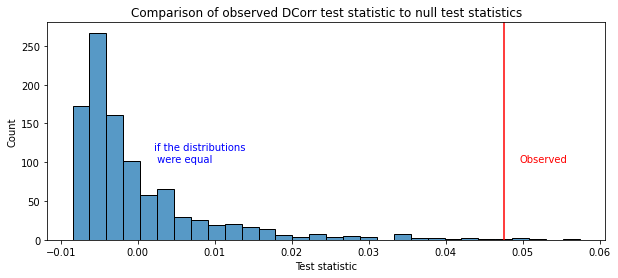 Comparison of observed DCorr test statistic to null test statistics
250
200
150
100
50
0
Count
if the distributions
were equal
Observed
−0.01 0.00 0.01 0.02 0.03 0.04 0.05 0.06
Test statistic